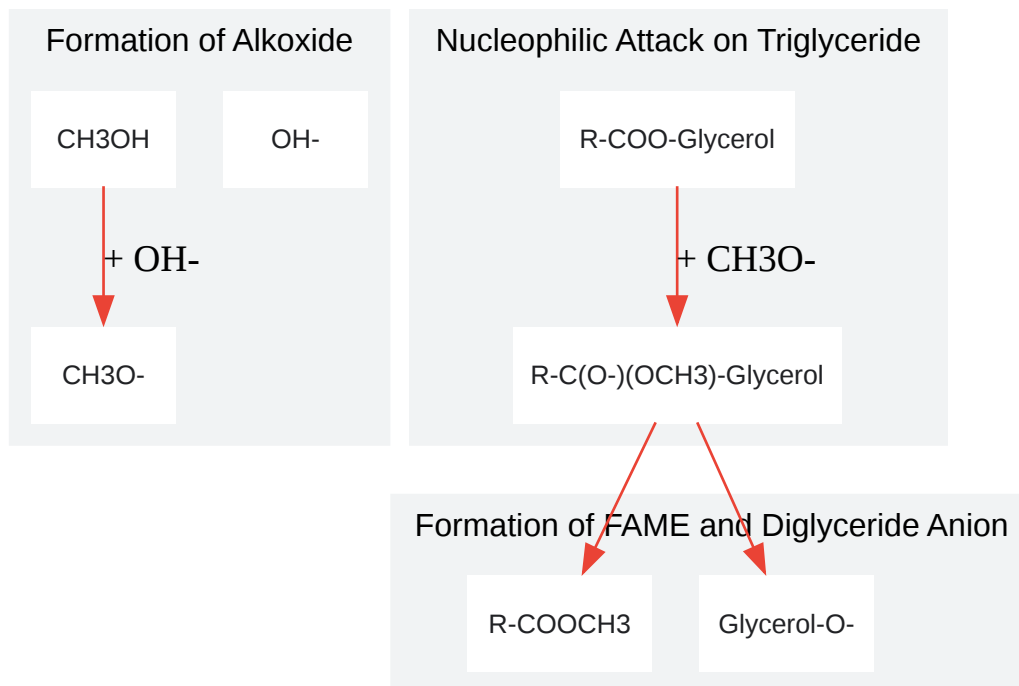 Formation of Alkoxide
CH3OH
OH-
+ OH-
CH3O-
Nucleophilic Attack on Triglyceride
R-COO-Glycerol
+ CH3O-
R-C(O-)(OCH3)-Glycerol
Formation of FAME and Diglyceride Anion
R-COOCH3
Glycerol-O-